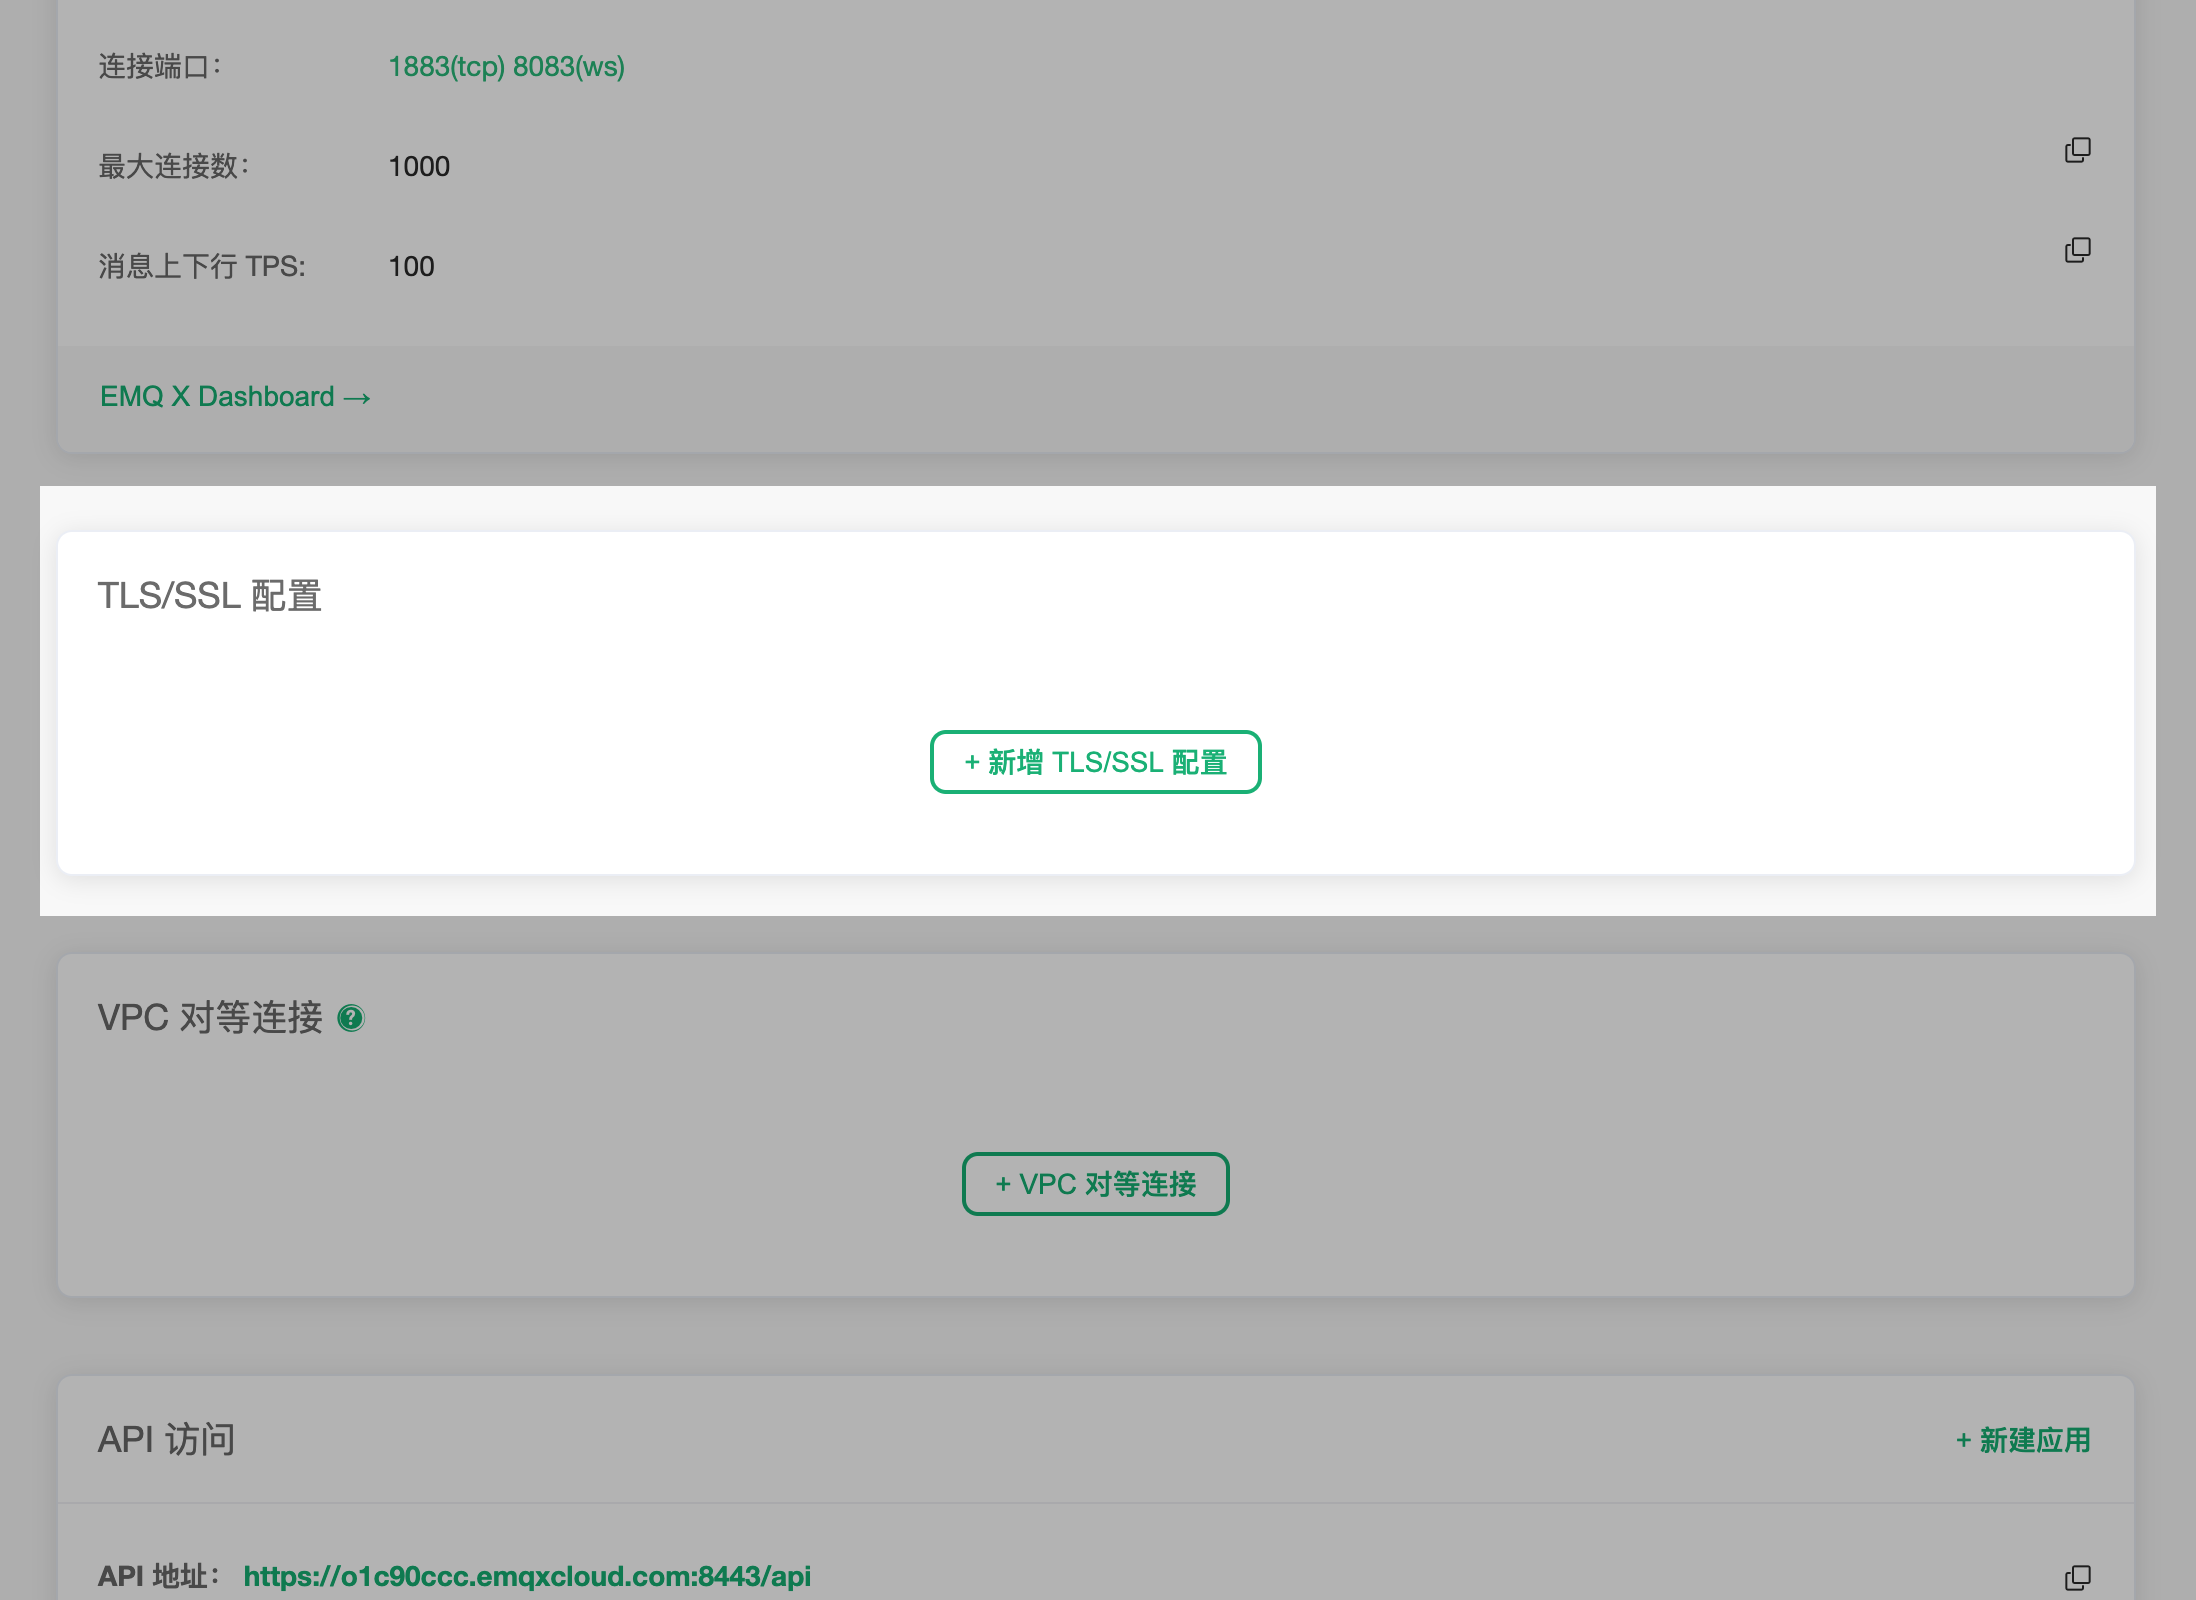 连接端口： 1883(tcp) 8083(ws)
最大连接数： 1000
消息上下行 TPS: 100
EMQ X Dashboard →
TLS/SSL 配置
+ 新增 TLS/SSL 配置
VPC 对等连接 ?
+ VPC 对等连接
API 访问 + 新建应用
API 地址： https://o1c90ccc.emqxcloud.com:8443/api